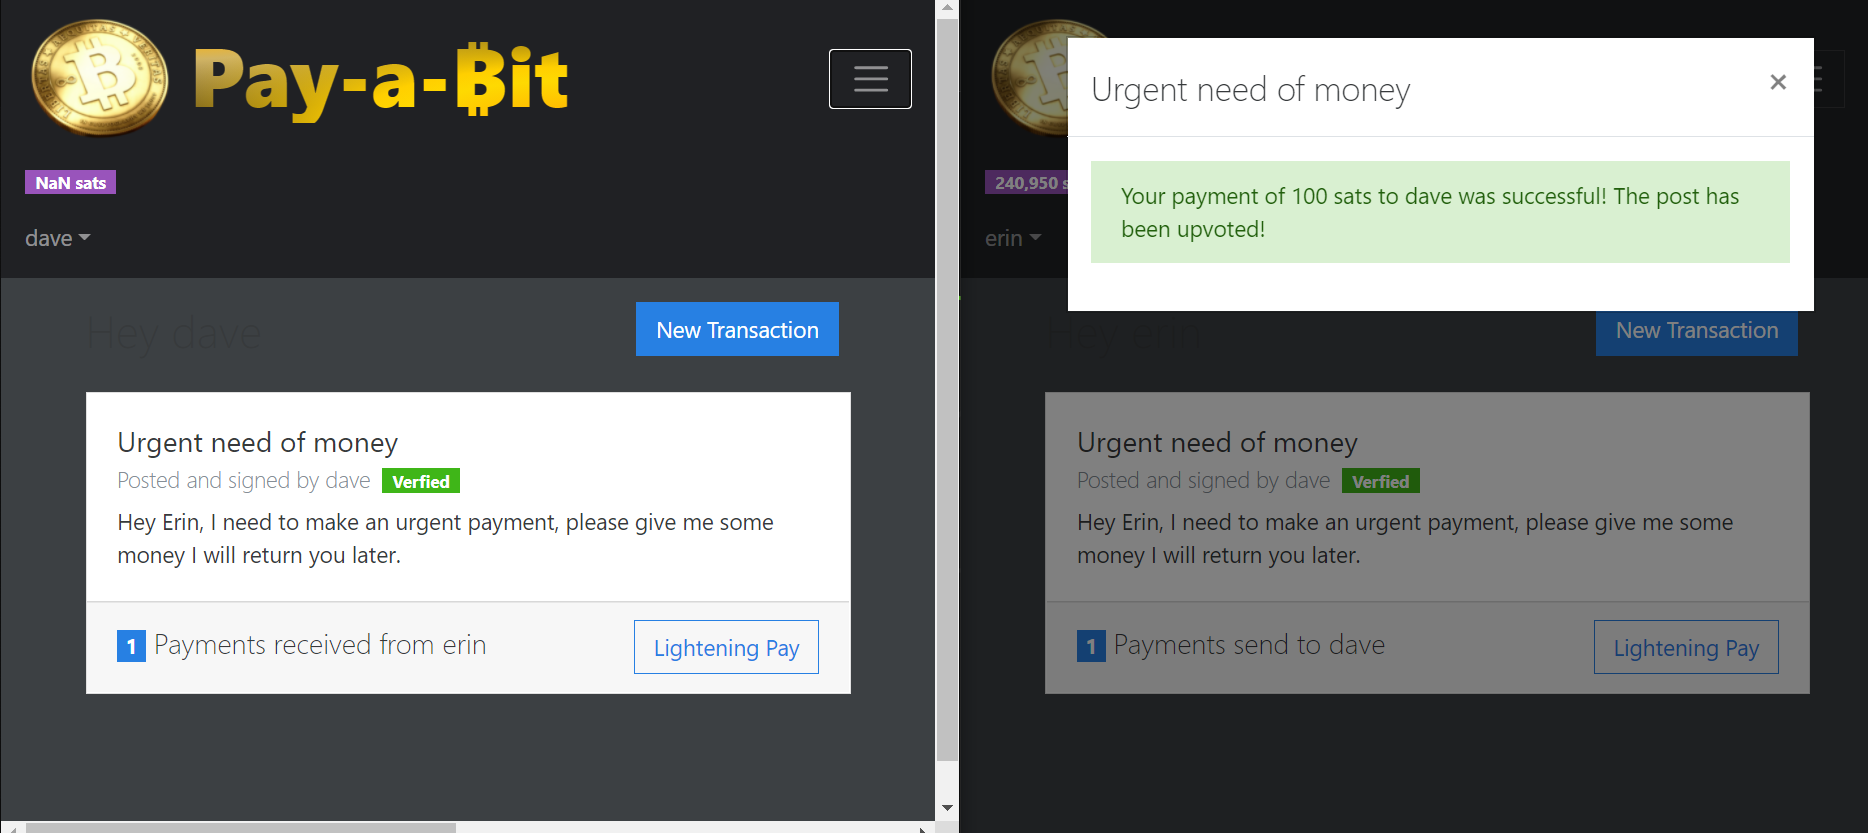 Pay-a-₿it
NaN sats
dave
Hey dave
New Transaction
Urgent need of money
Posted and signed by dave Verfied
Hey Erin, I need to make an urgent payment, please give me some
money I will return you later.
1 Payments received from erin
Lightening Pay
Urgent need of money
×
Your payment of 100 sats to dave was successful! The post has
been upvoted!
240,950 s
erin
Hey erin
New Transaction
Urgent need of money
Posted and signed by dave Verfied
Hey Erin, I need to make an urgent payment, please give me some
money I will return you later.
1 Payments send to dave
Lightening Pay